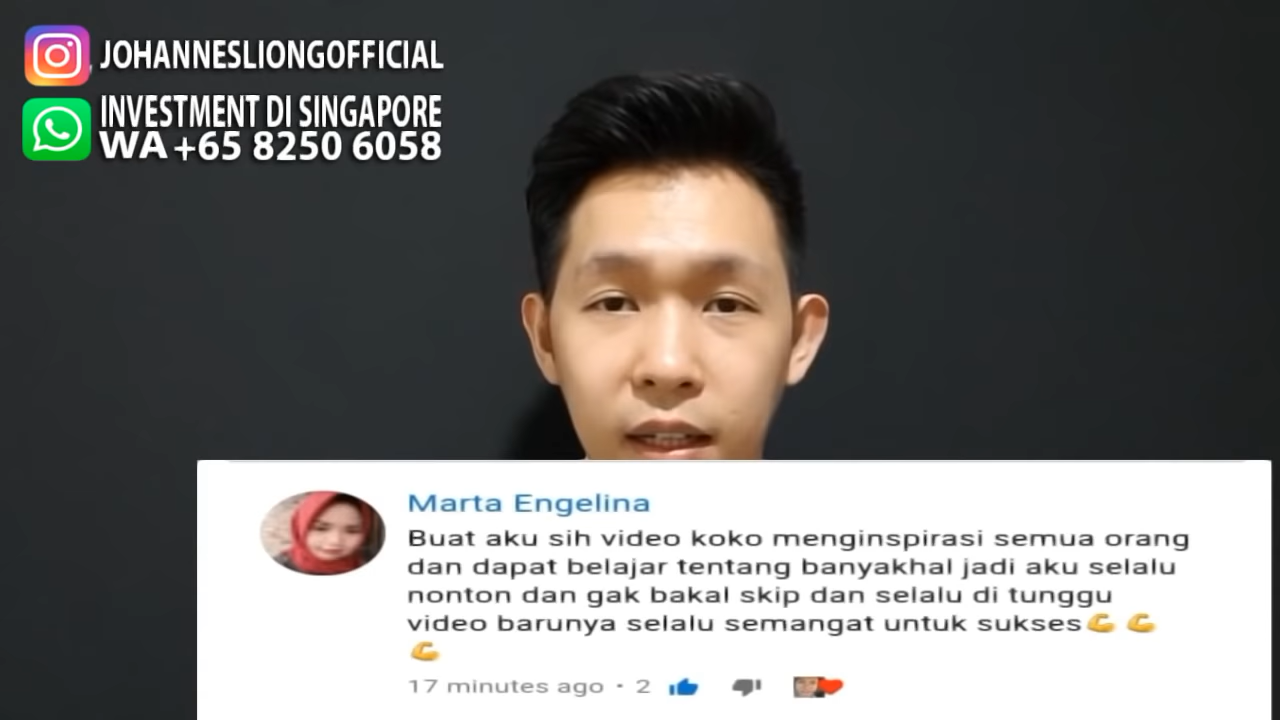 JOHANNESLIONGOFFICIAL
INVESTMENT DI SINGAPORE
WA +65 8250 6058
Marta Engelina
Buat aku sih video koko menginspirasi semua orang
dan dapat belajar tentang banyakhal jadi aku selalu
nonton dan gak bakal skip dan selalu di tunggu
video barunya selalu semangat untuk sukses💪 💪
💪
17 minutes ago · 2